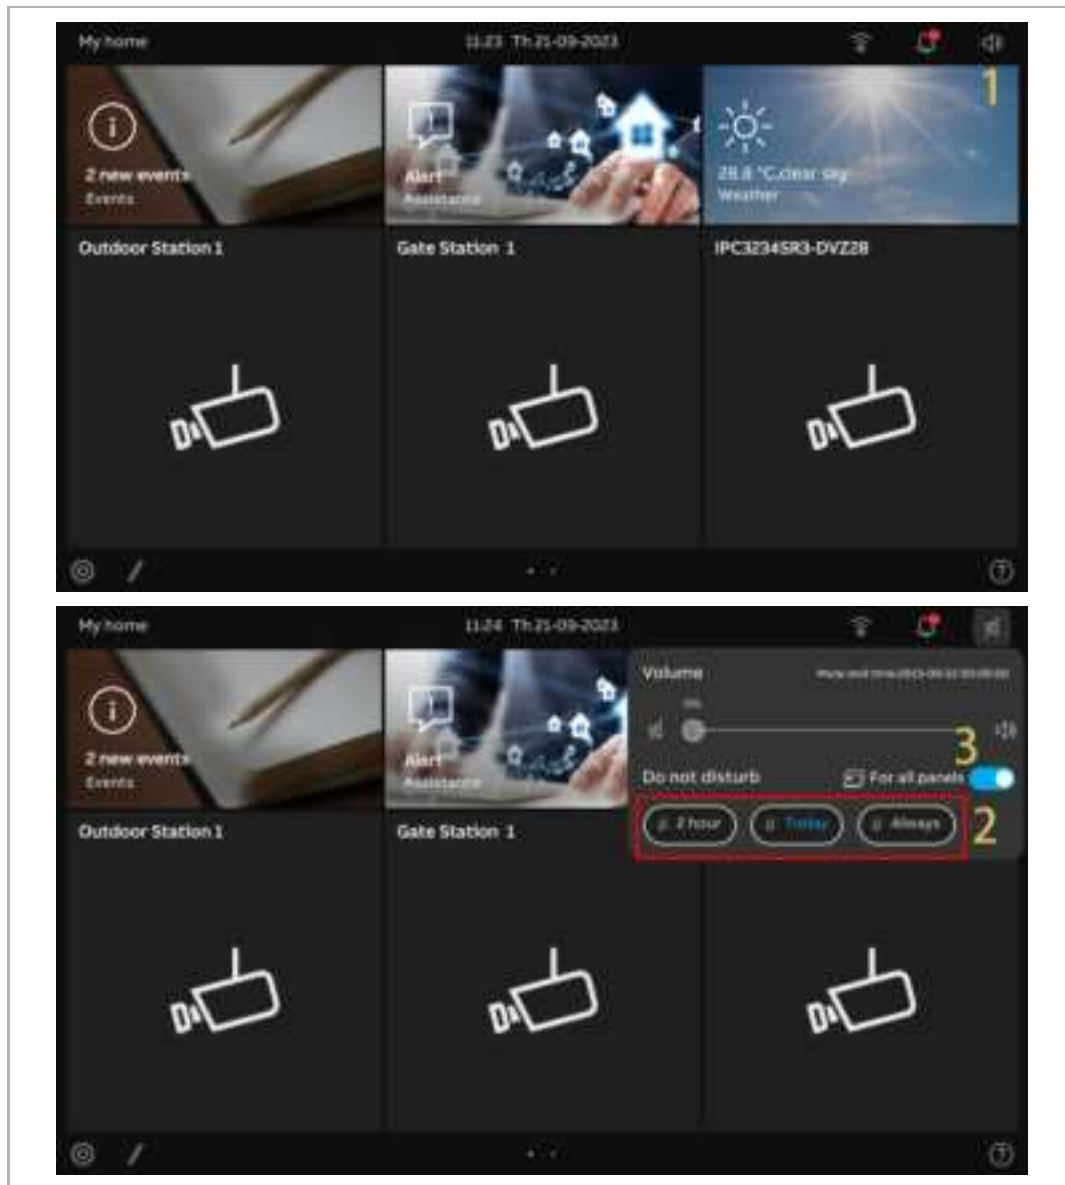 My home
11:23 Th 21-09-2023
1
2 new events
Events
Alert
Assistance
28.8 °C,clear sky
Weather
Outdoor Station 1
Gate Station 1
IPC3234SR3-DVZ28
My home
11:24 Th 21-09-2023
2 new events
Events
Alert
Assistance
Volume
0%
3
Do not disturb
For all panels
2 hour
Today
Always
2
Outdoor Station 1
Gate Station 1